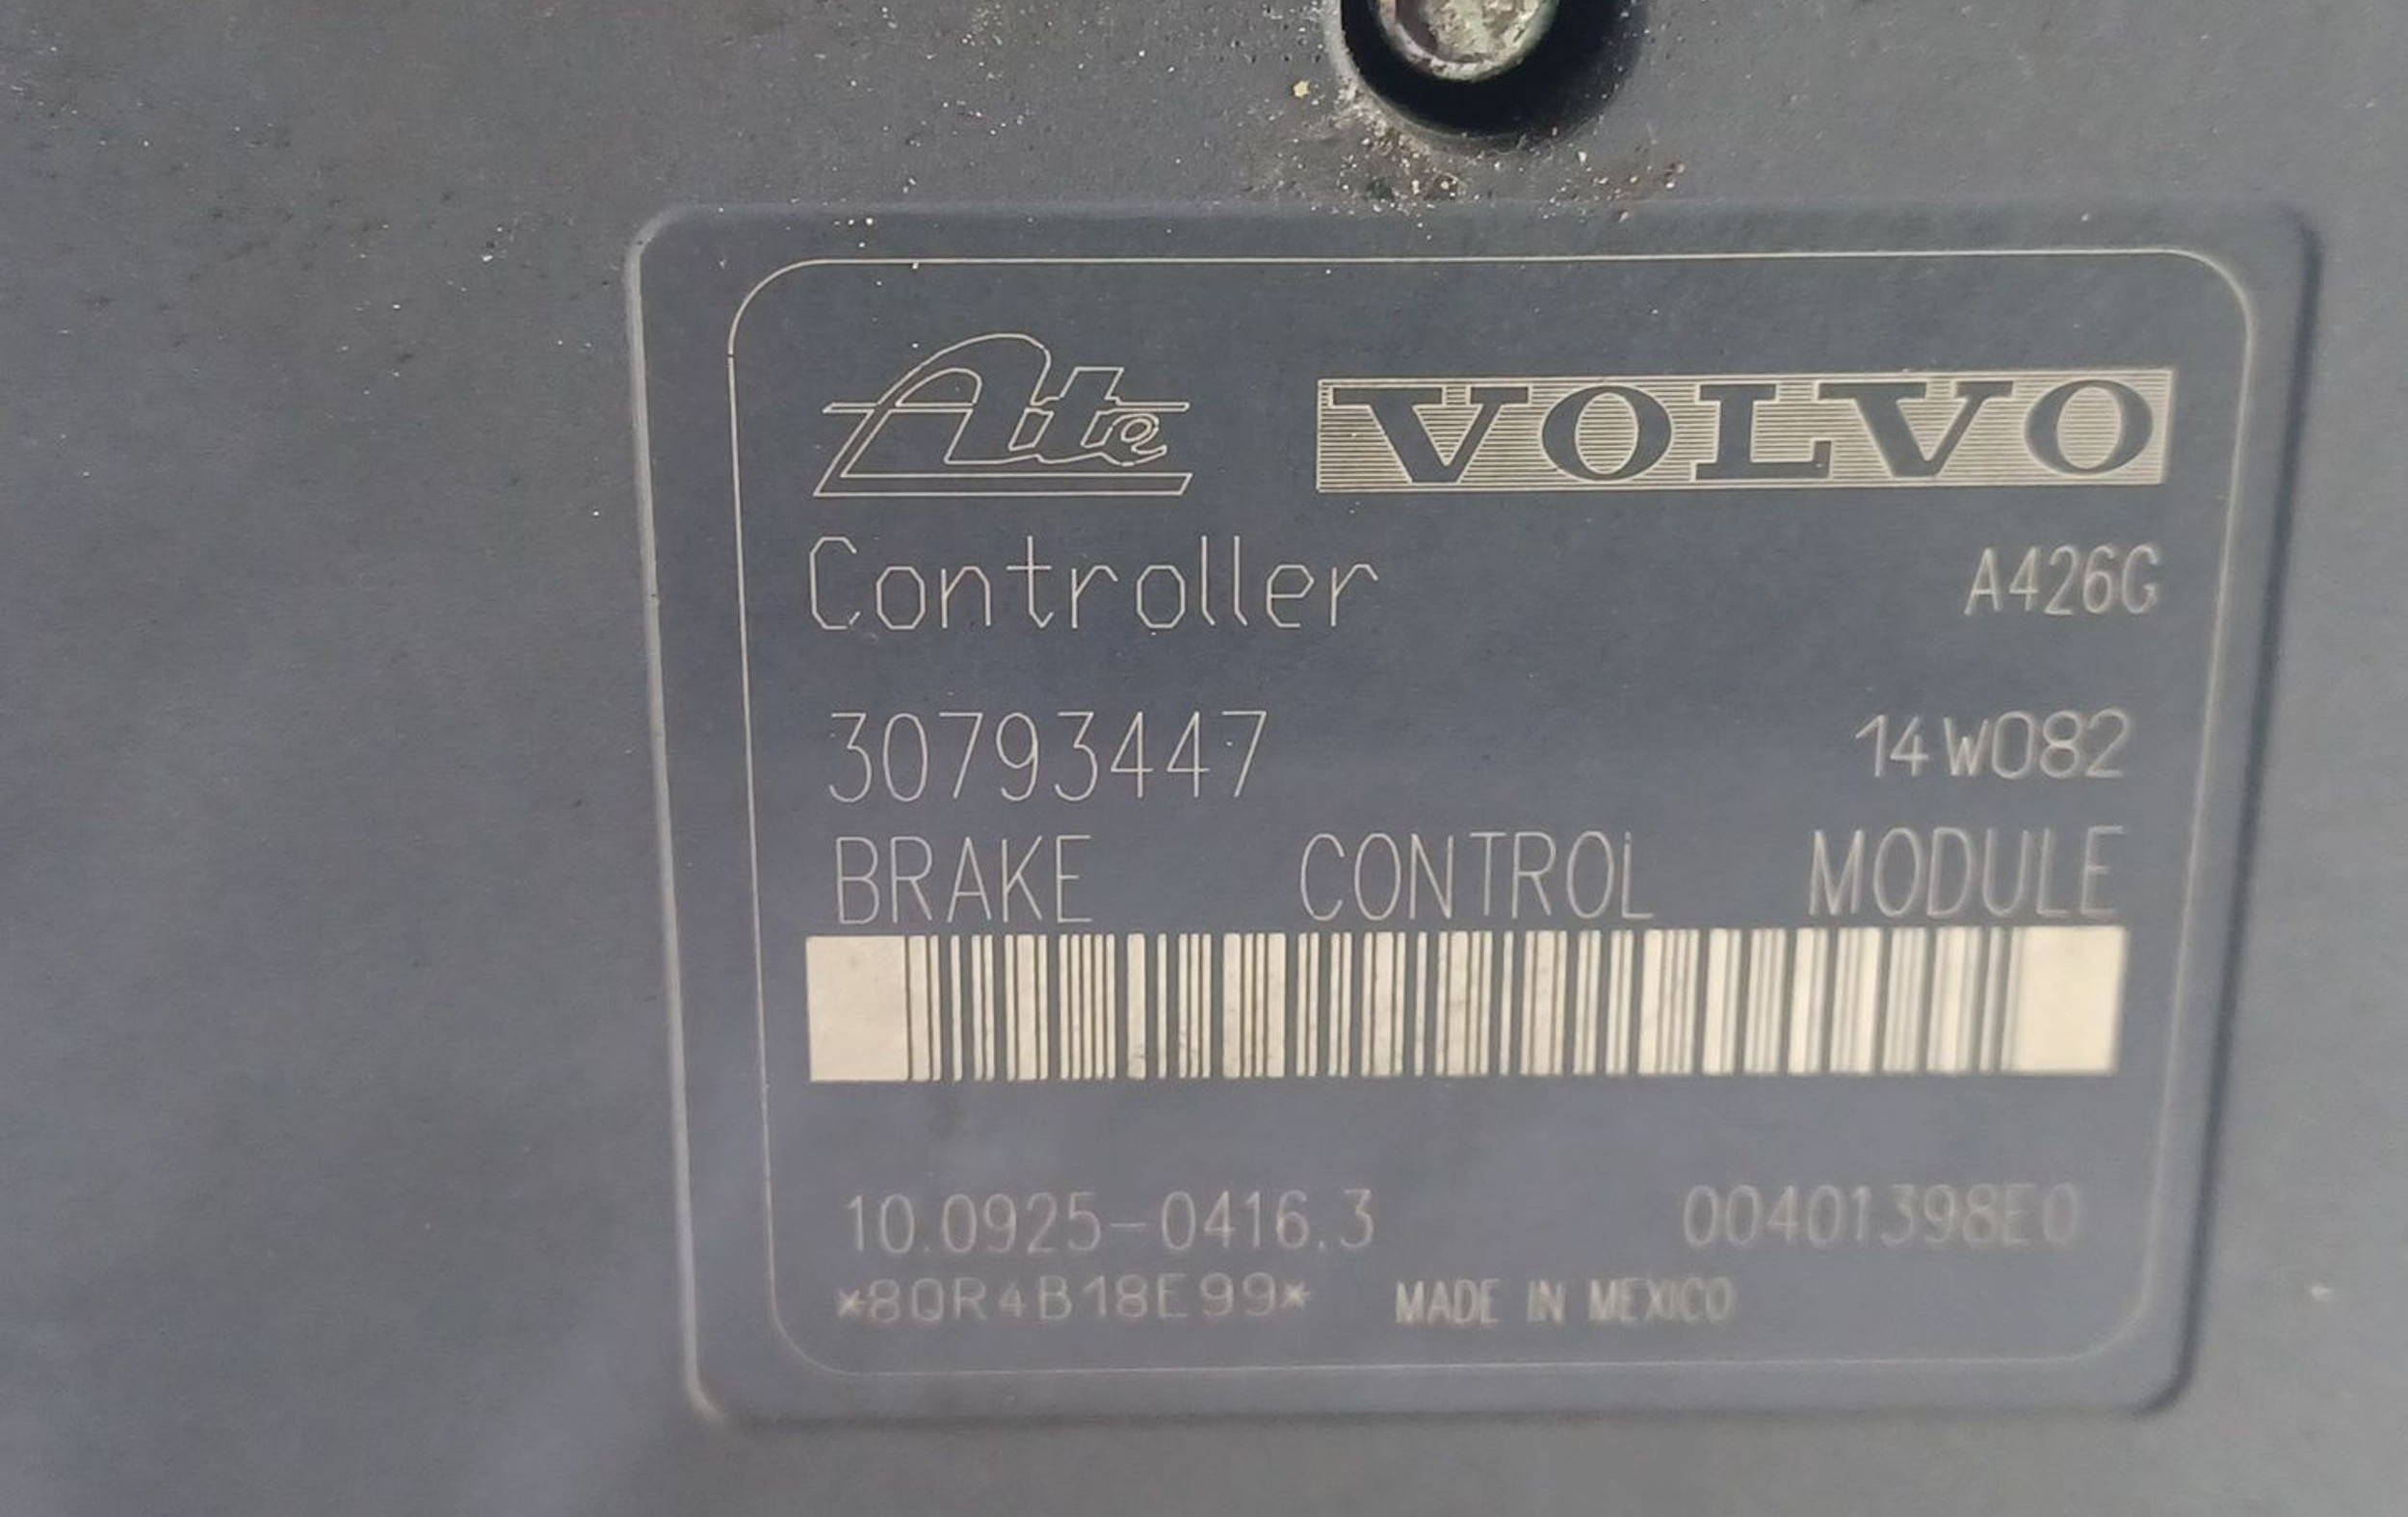 Ate VOLVO
Controller A426G
30793447 14W082
BRAKE CONTROL MODULE
10.0925-0416.3 00401398E0
*8QR4B18E99* MADE IN MEXICO